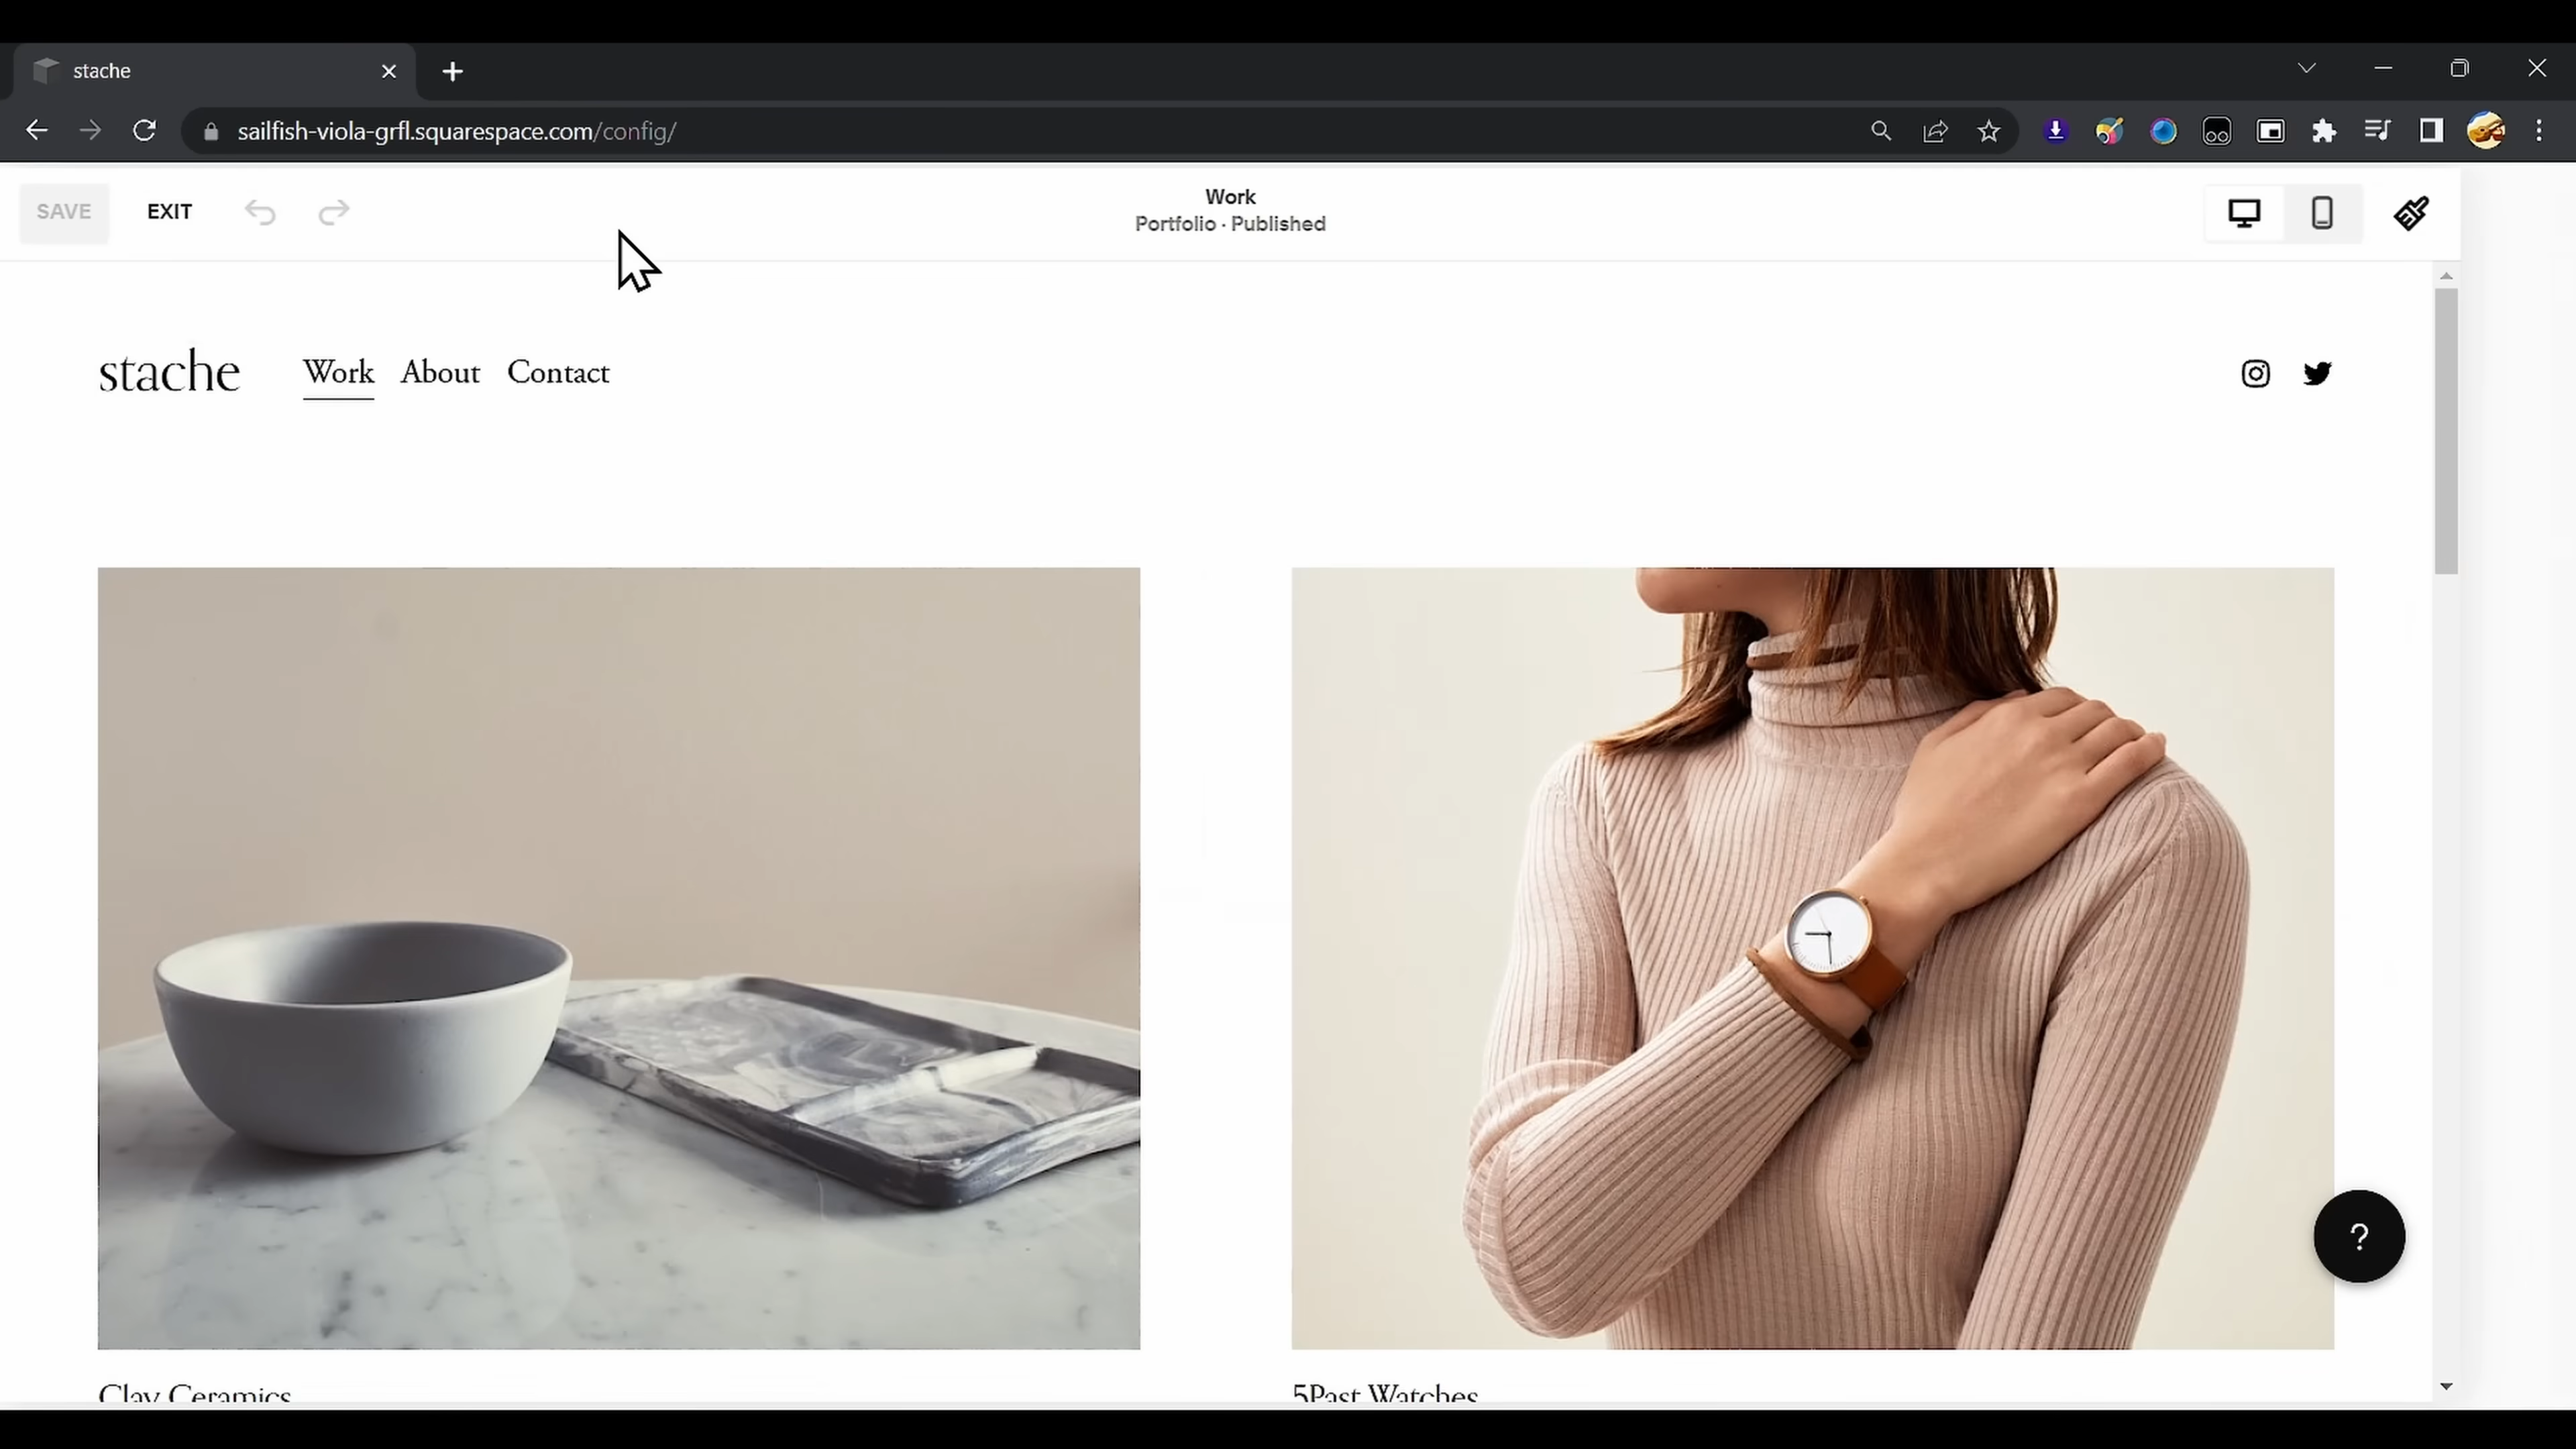 stache
sailfish-viola-grfl.squarespace.com/config/
SAVE
EXIT
Work
Portfolio · Published
stache
Work
About
Contact
Clay Ceramics
5Past Watches
?